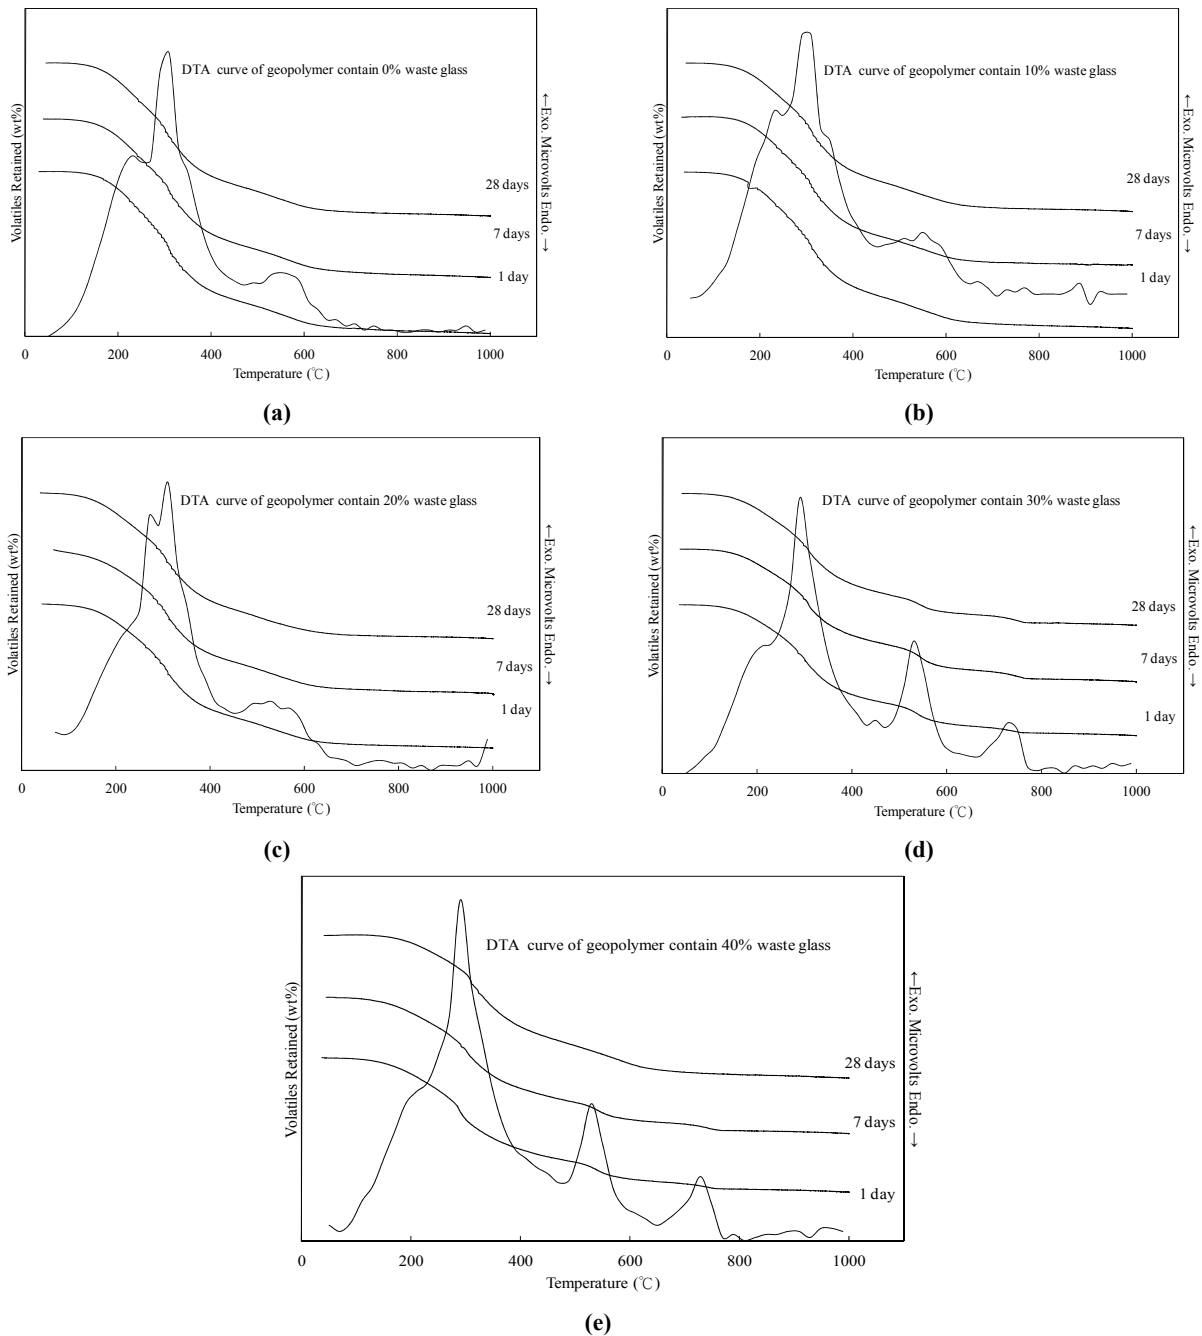 DTA curve of geopolymer contain 0% waste glass
Volatiles Retained (wt%)
←Exo. Microvolts Endo. →
28 days
7 days
1 day
0 200 400 600 800 1000
Temperature (℃)
(a)
DTA curve of geopolymer contain 10% waste glass
Volatiles Retained (wt%)
←Exo. Microvolts Endo. →
28 days
7 days
1 day
0 200 400 600 800 1000
Temperature (℃)
(b)
DTA curve of geopolymer contain 20% waste glass
Volatiles Retained (wt%)
←Exo. Microvolts Endo. →
28 days
7 days
1 day
0 200 400 600 800 1000
Temperature (℃)
(c)
DTA curve of geopolymer contain 30% waste glass
Volatiles Retained (wt%)
←Exo. Microvolts Endo. →
28 days
7 days
1 day
0 200 400 600 800 1000
Temperature (℃)
(d)
DTA curve of geopolymer contain 40% waste glass
Volatiles Retained (wt%)
←Exo. Microvolts Endo. →
28 days
7 days
1 day
0 200 400 600 800 1000
Temperature (℃)
(e)